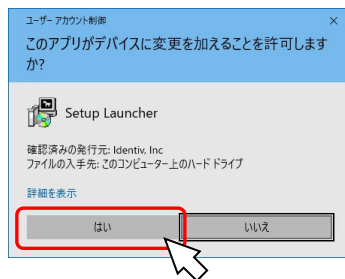 ユーザー アカウント制御
このアプリがデバイスに変更を加えることを許可します
か?
Setup Launcher
確認済みの発行元: Identiv, Inc
ファイルの入手先: このコンピューター上のハード ドライブ
詳細を表示
はい
いいえ